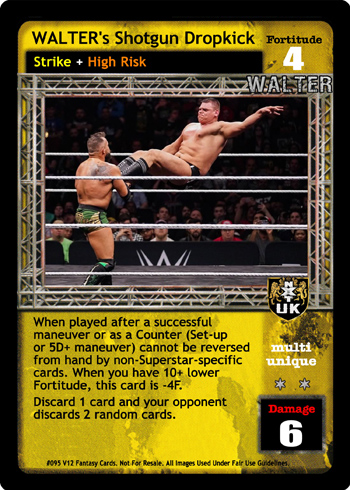 WALTER's Shotgun Dropkick
Fortitude
4
Strike + High Risk
WALTER
NXT
UK
When played after a successful
maneuver or as a Counter (Set-up
or 5D+ maneuver) cannot be reversed
from hand by non-Superstar-specific
cards. When you have 10+ lower
Fortitude, this card is -4F.
Discard 1 card and your opponent
discards 2 random cards.
multi
unique
Damage
6
#095 V12 Fantasy Cards. Not For Resale. All Images Used Under Fair Use Guidelines.